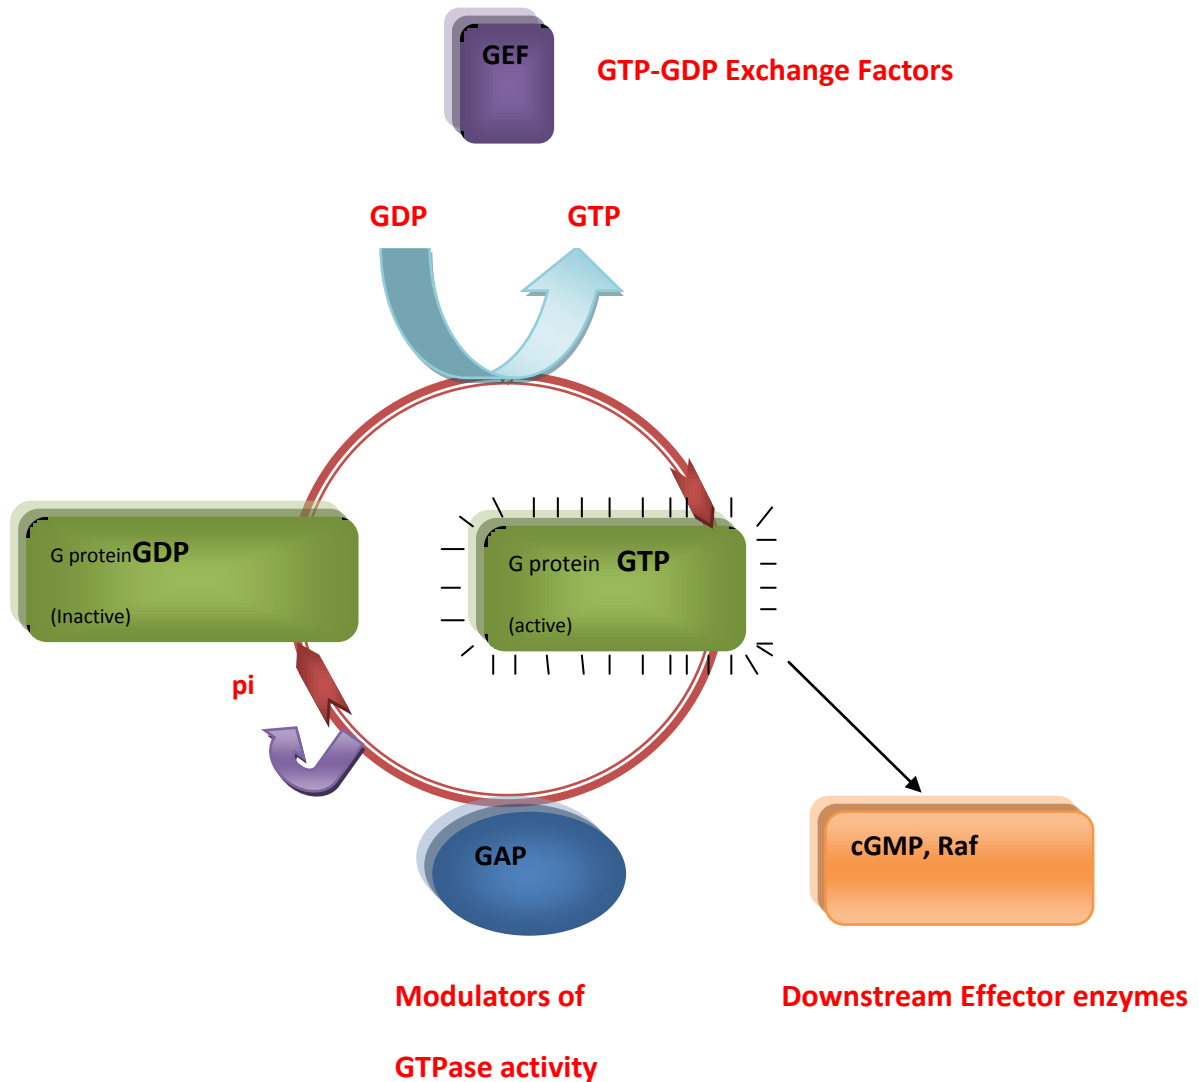 GEF
GTP-GDP Exchange Factors
GDP
GTP
G proteinGDP
(Inactive)
G protein GTP
(active)
pi
GAP
cGMP, Raf
Modulators of
GTPase activity
Downstream Effector enzymes